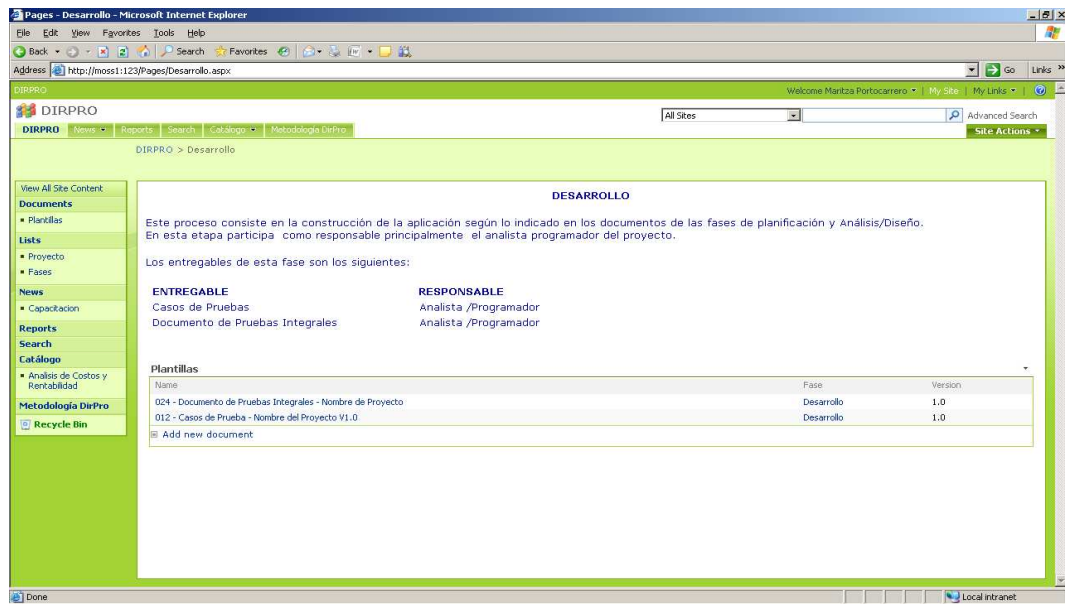 Pages - Desarrollo - Microsoft Internet Explorer
File Edit View Favorites Tools Help
Back Search Favorites
Address http://moss1:123/Pages/Desarrollo.aspx Go Links »
DIRPRO Welcome Maritza Portocarrero | My Site | My Links |
DIRPRO All Sites Advanced Search
DIRPRO News Reports Search Catálogo Metodología DirPro Site Actions
DIRPRO > Desarrollo
View All Site Content
Documents
Plantillas
Lists
Proyecto
Fases
News
Capacitacion
Reports
Search
Catálogo
Analisis de Costos y
Rentabilidad
Metodología DirPro
Recycle Bin
DESARROLLO
Este proceso consiste en la construcción de la aplicación según lo indicado en los documentos de las fases de planificación y Análisis/Diseño.
En esta etapa participa como responsable principalmente el analista programador del proyecto.
Los entregables de esta fase son los siguientes:
ENTREGABLE RESPONSABLE
Casos de Pruebas Analista /Programador
Documento de Pruebas Integrales Analista /Programador
Plantillas
Name Fase Version
024 - Documento de Pruebas Integrales - Nombre de Proyecto Desarrollo 1.0
012 - Casos de Prueba - Nombre del Proyecto V1.0 Desarrollo 1.0
Add new document
Done Local intranet